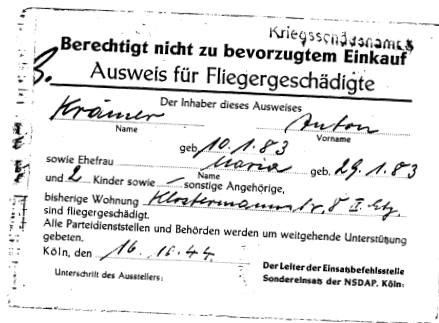 Kriegsschädenamt
Berechtigt nicht zu bevorzugtem Einkauf
Ausweis für Fliegergeschädigte
Der Inhaber dieses Ausweises
Krämer Anton
Name Vorname
geb. 10.1.83
sowie Ehefrau Maria geb. 29.1.83
Name
und 2 Kinder sowie — sonstige Angehörige,
bisherige Wohnung Klostermannstr. 8 II. Etg.
sind fliegergeschädigt.
Alle Parteidienststellen und Behörden werden um weitgehende Unterstützung
gebeten.
Köln, den 16.10.44
Der Leiter der Einsatzbefehlsstelle
Unterschrift des Ausstellers: Sondereinsatz der NSDAP. Köln: